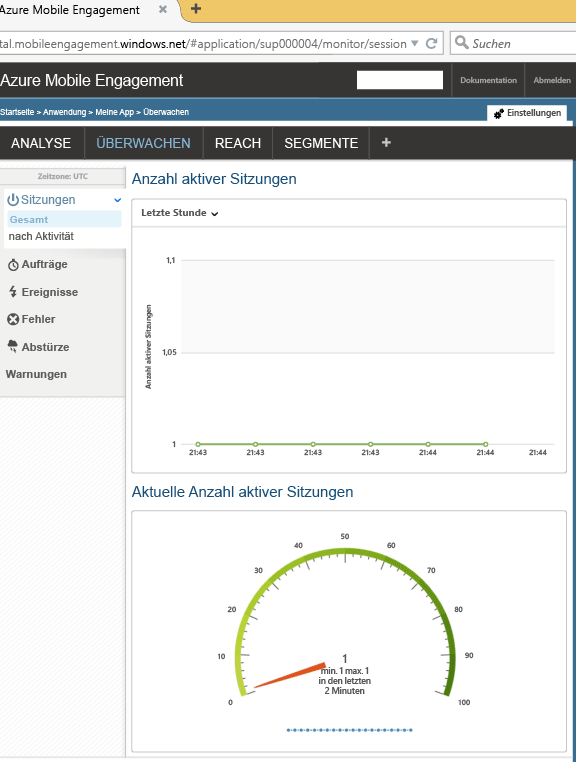 Azure Mobile Engagement
tal.mobileengagement.windows.net/#application/sup000004/monitor/session
Suchen
Azure Mobile Engagement
Dokumentation
Abmelden
Startseite > Anwendung > Meine App > Überwachen
Einstellungen
ANALYSE
ÜBERWACHEN
REACH
SEGMENTE
+
Zeitzone: UTC
Sitzungen
Gesamt
nach Aktivität
Aufträge
Ereignisse
Fehler
Abstürze
Warnungen
Anzahl aktiver Sitzungen
Letzte Stunde
Anzahl aktiver Sitzungen
1,1
1,05
1
21:43 21:43 21:43 21:43 21:44 21:44 21:44
Aktuelle Anzahl aktiver Sitzungen
0 10 20 30 40 50 60 70 80 90 100
1
min. 1 max. 1
in den letzten
2 Minuten